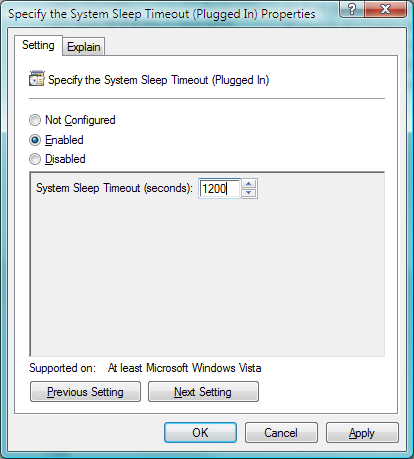 Specify the System Sleep Timeout (Plugged In) Properties
Setting Explain
Specify the System Sleep Timeout (Plugged In)
Not Configured
Enabled
Disabled
System Sleep Timeout (seconds): 1200
Supported on: At least Microsoft Windows Vista
Previous Setting Next Setting
OK Cancel Apply